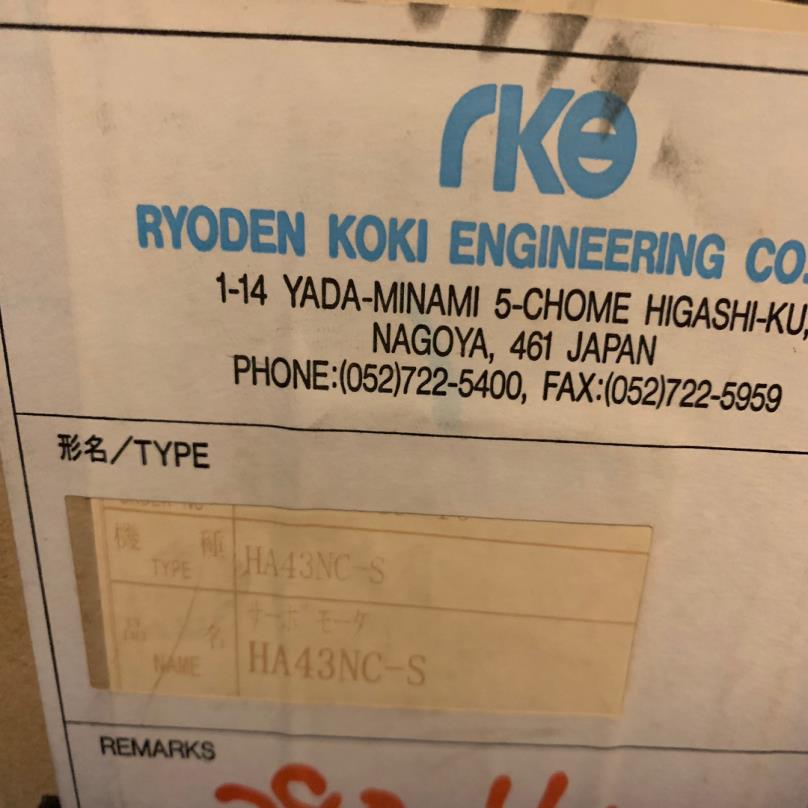 rke
RYODEN KOKI ENGINEERING CO.
1-14 YADA-MINAMI 5-CHOME HIGASHI-KU,
NAGOYA, 461 JAPAN
PHONE:(052)722-5400, FAX:(052)722-5959
形名/TYPE
機種
TYPE HA43NC-S
サーボモータ
品名
NAME HA43NC-S
REMARKS